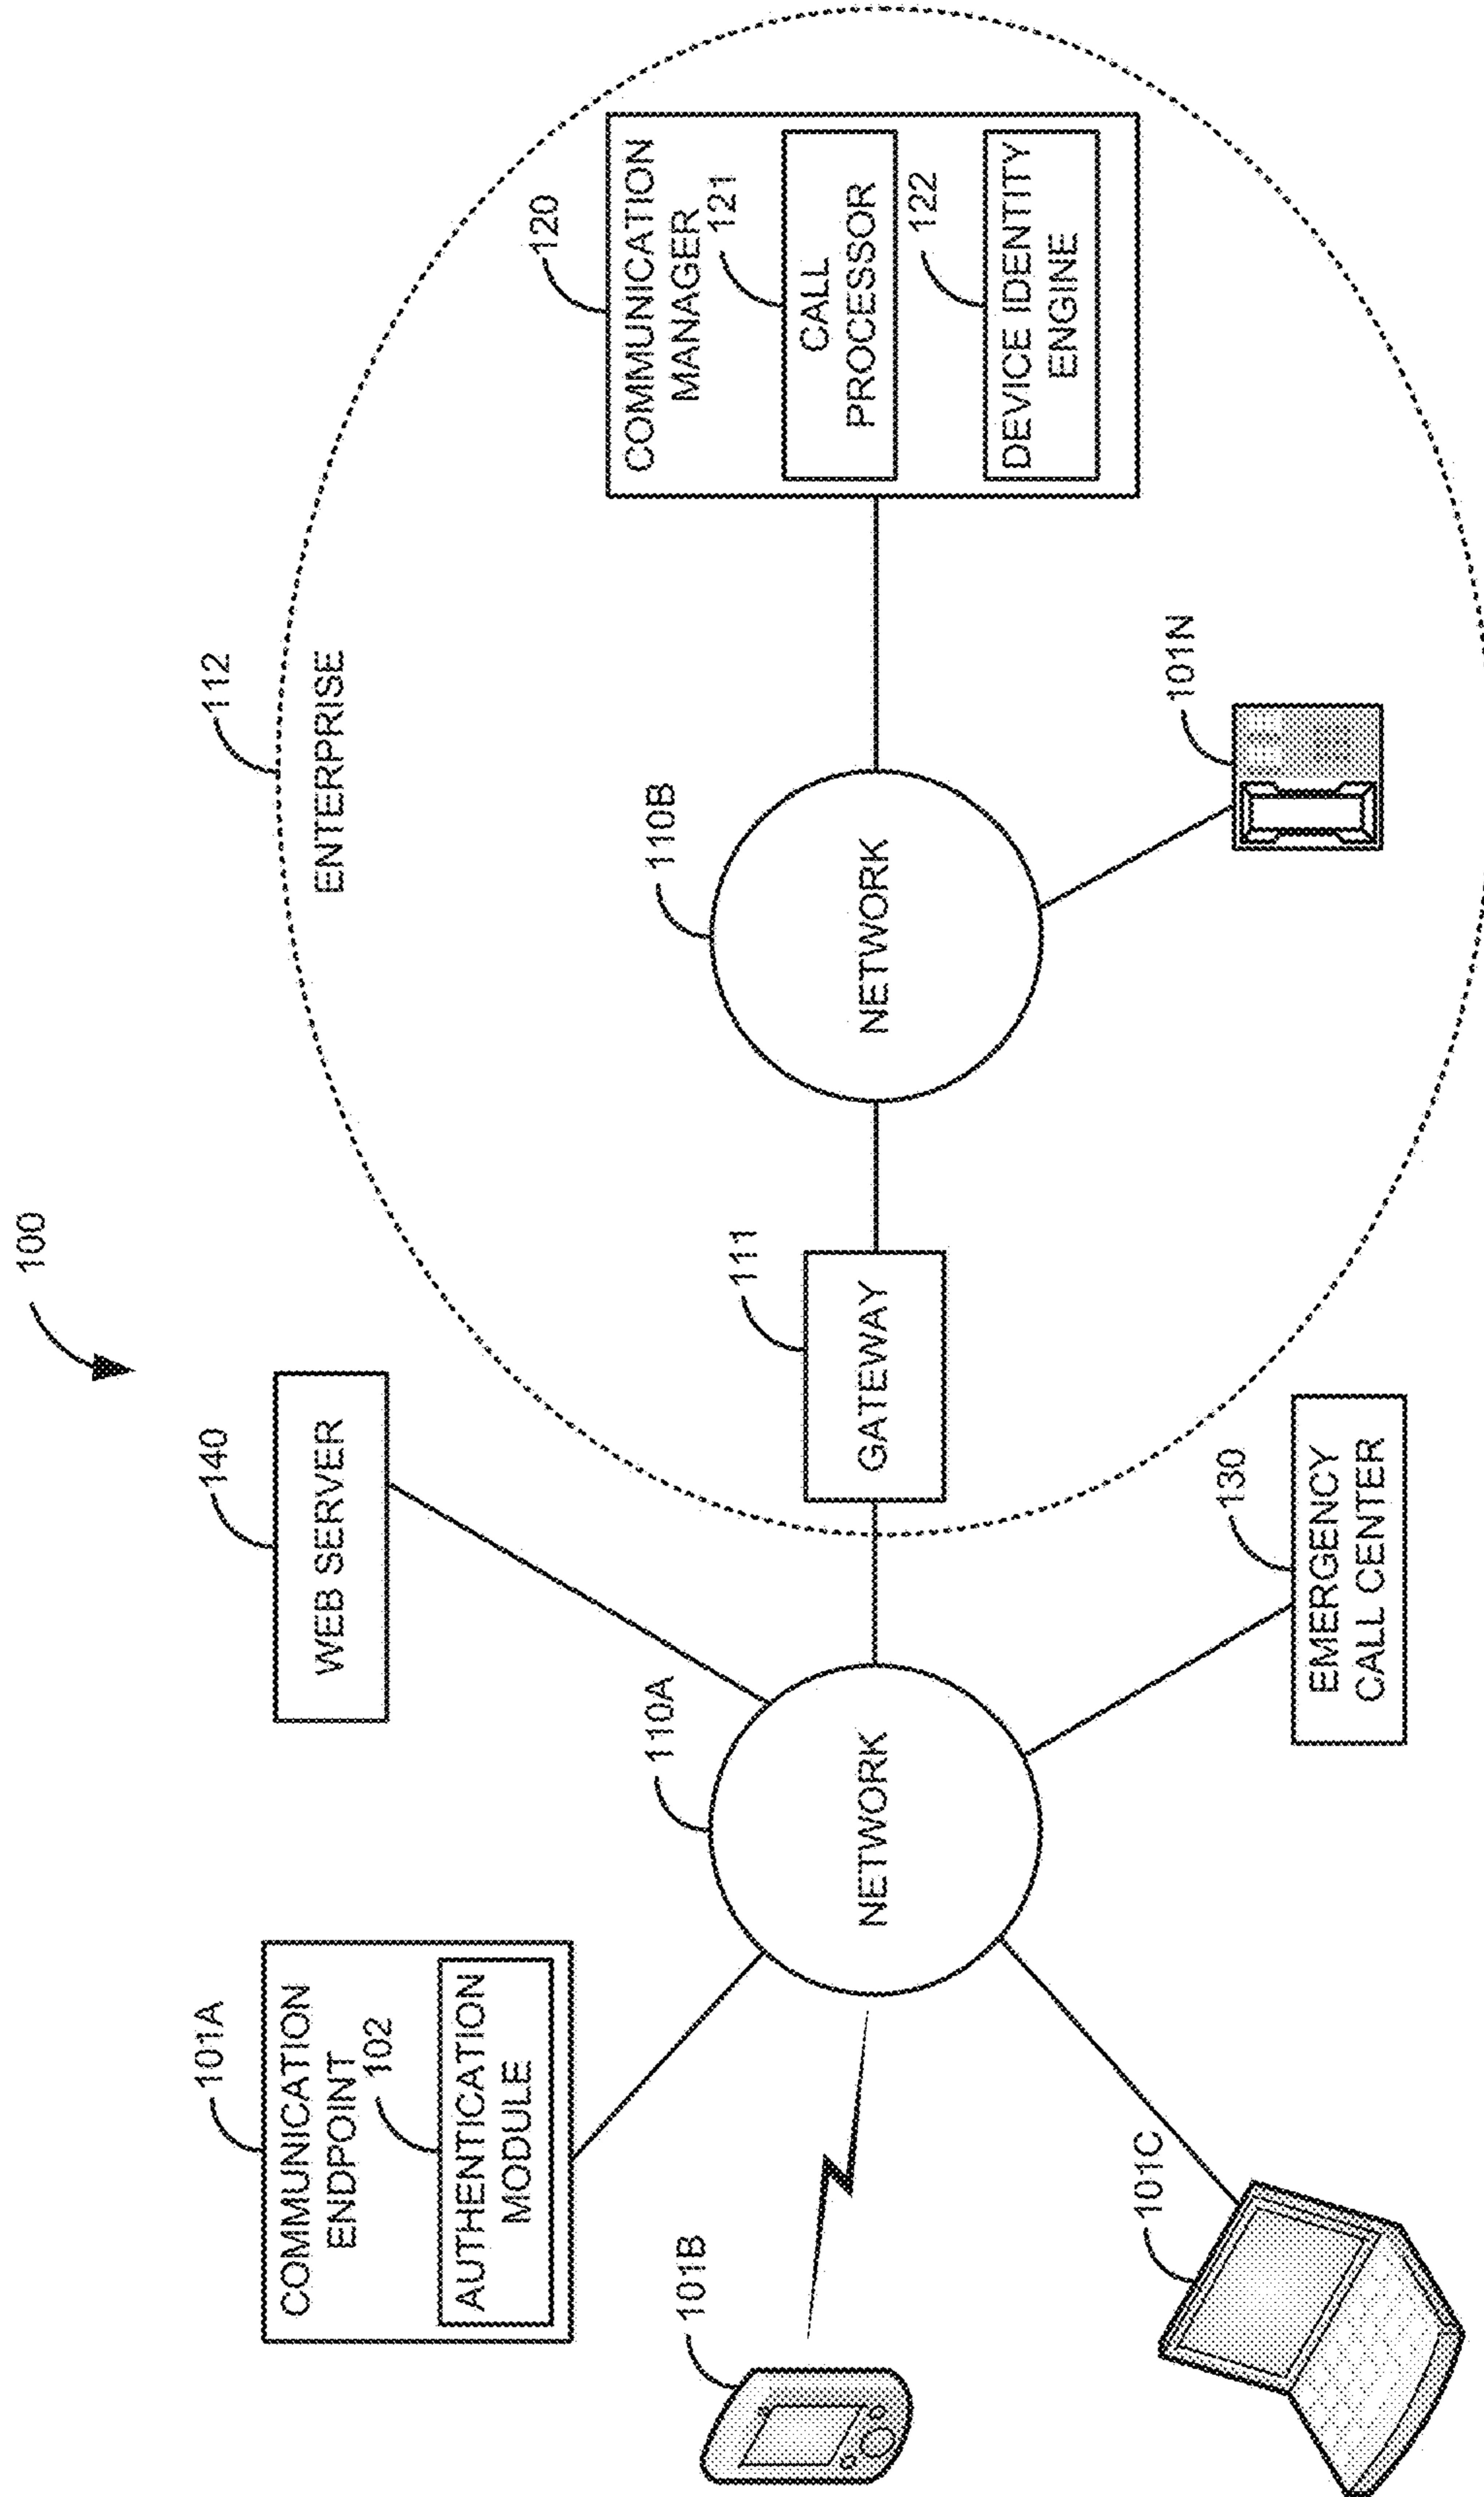 100
101A
COMMUNICATION
ENDPOINT
102
AUTHENTICATION
MODULE
101B
101C
110A
NETWORK
140
WEB SERVER
130
EMERGENCY
CALL CENTER
112
ENTERPRISE
111
GATEWAY
110B
NETWORK
101N
120
COMMUNICATION
MANAGER
121
CALL
PROCESSOR
122
DEVICE IDENTITY
ENGINE